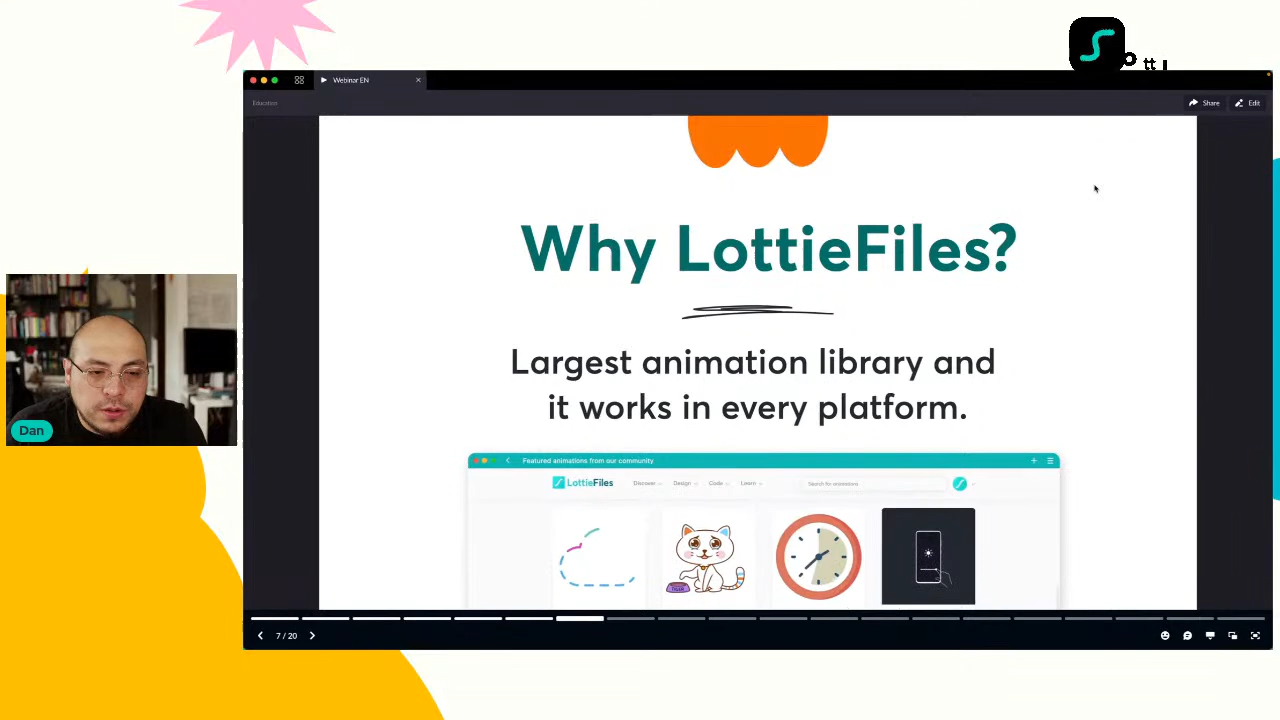 Webinar EN
Education
Share
Edit
Why LottieFiles?
Largest animation library and
it works in every platform.
Featured animations from our community
LottieFiles
Discover
Design
Code
Learn
Search for animations
Dan
7 / 20